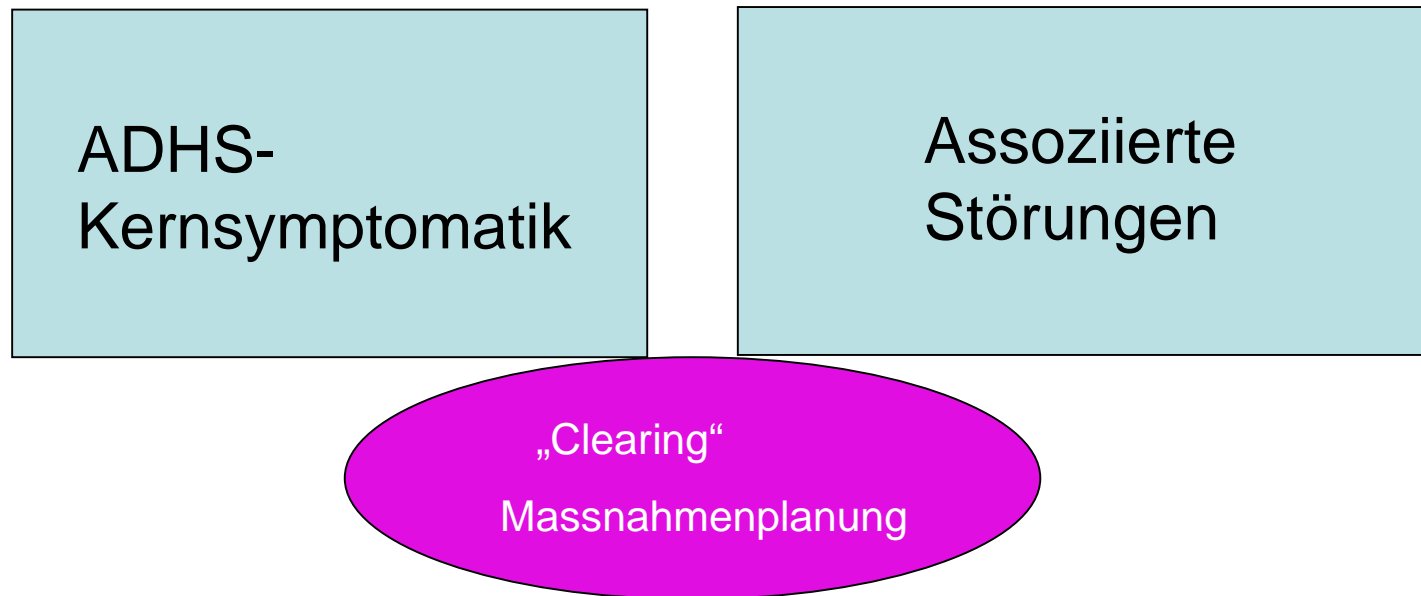 ADHS-
Kernsymptomatik
Assoziierte
Störungen
„Clearing“
Massnahmenplanung